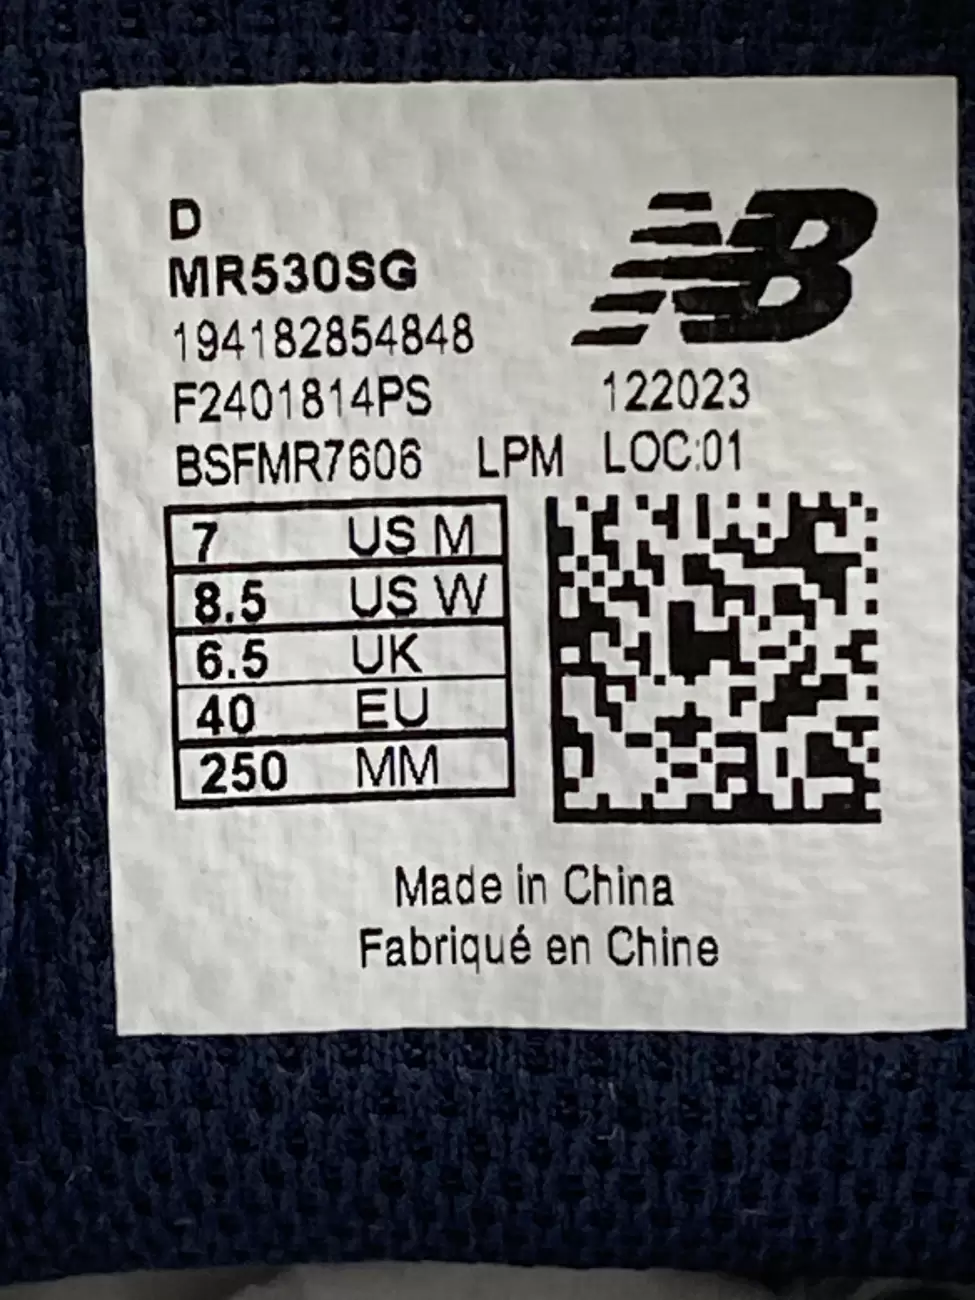 D
MR530SG
194182854848
F2401814PS 122023
BSFMR7606 LPM LOC:01
7 US M
8.5 US W
6.5 UK
40 EU
250 MM
NB
Made in China
Fabriqué en Chine